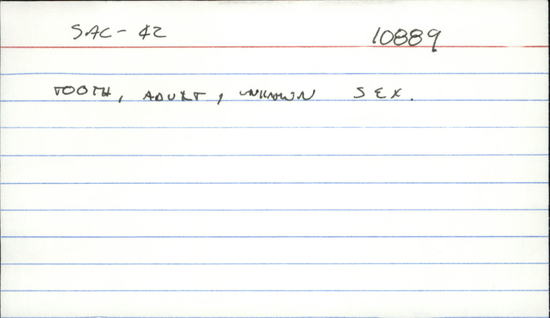 SAC-42 10889
TOOTH, ADULT, UNKNOWN SEX.